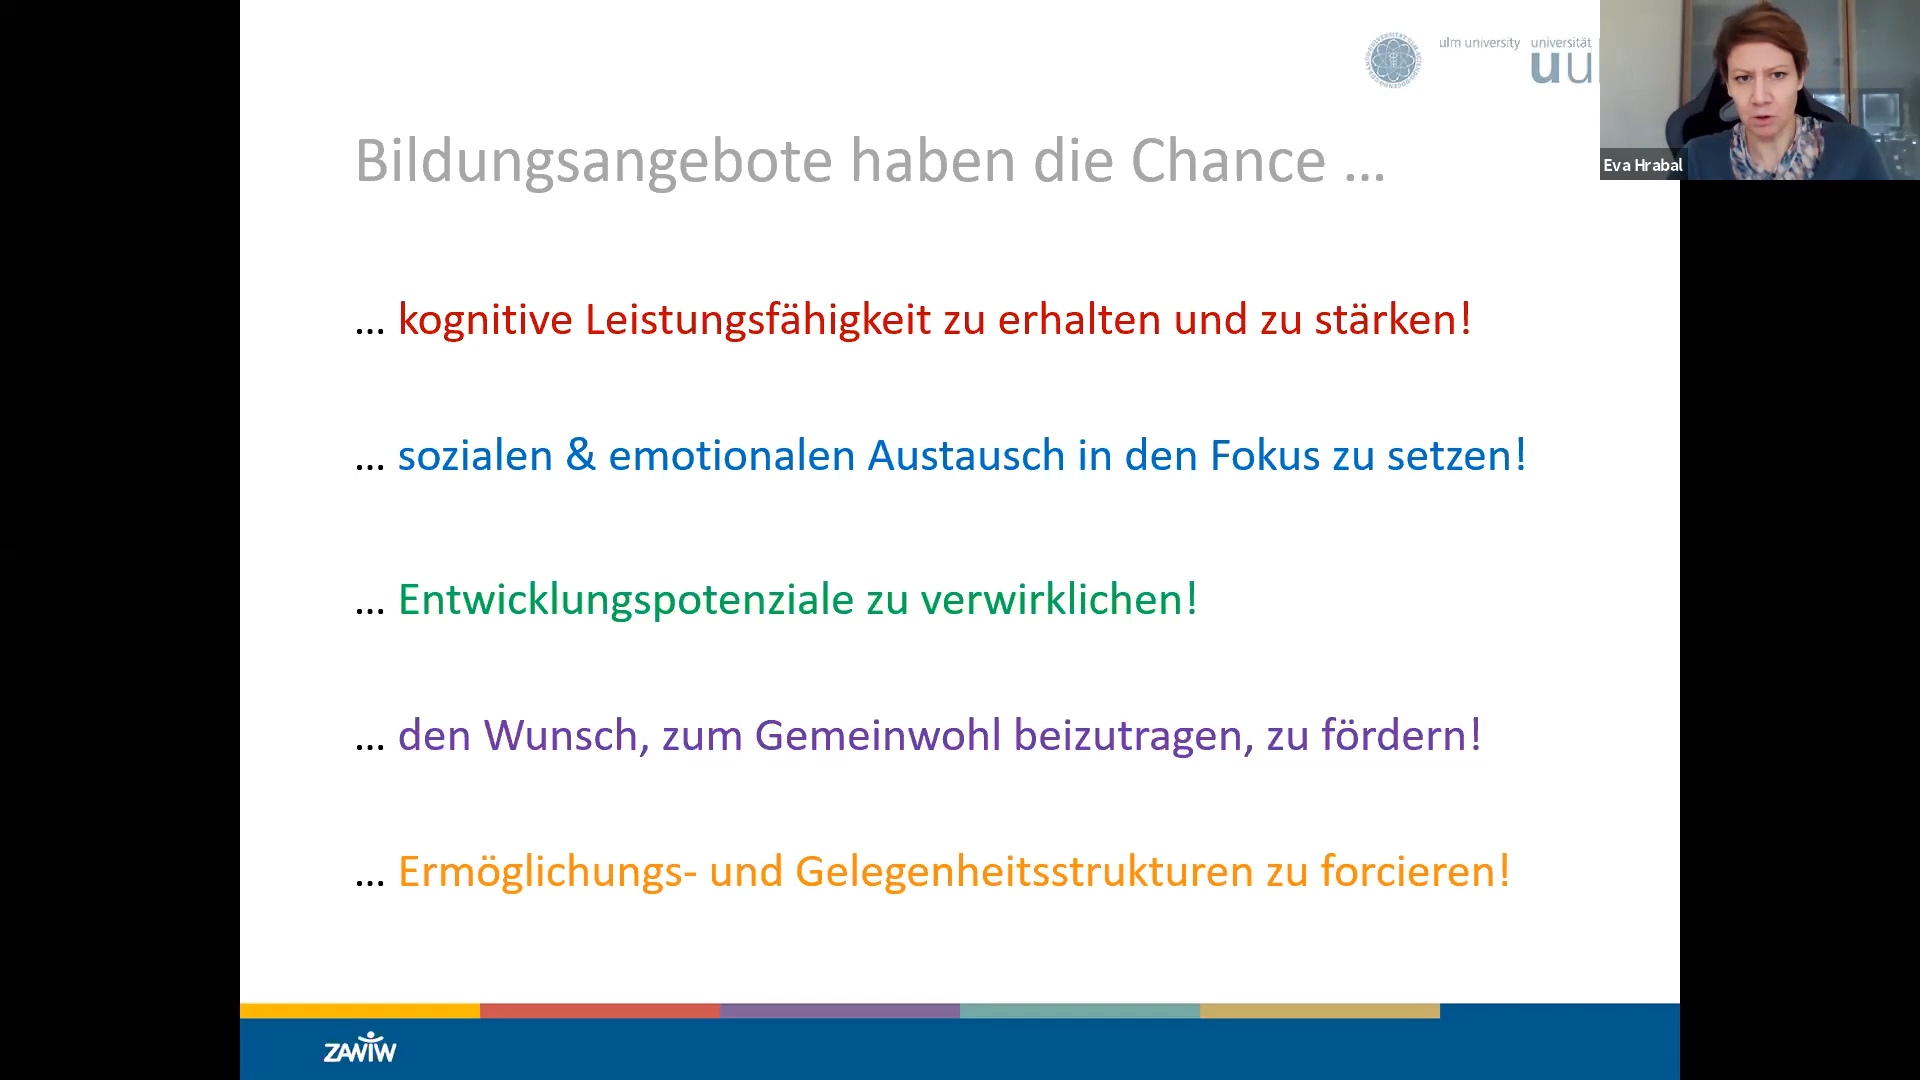 ulm university universität
uu
Eva Hrabal
Bildungsangebote haben die Chance ...
... kognitive Leistungsfähigkeit zu erhalten und zu stärken!
... sozialen & emotionalen Austausch in den Fokus zu setzen!
... Entwicklungspotenziale zu verwirklichen!
... den Wunsch, zum Gemeinwohl beizutragen, zu fördern!
... Ermöglichungs- und Gelegenheitsstrukturen zu forcieren!
ZAWIW